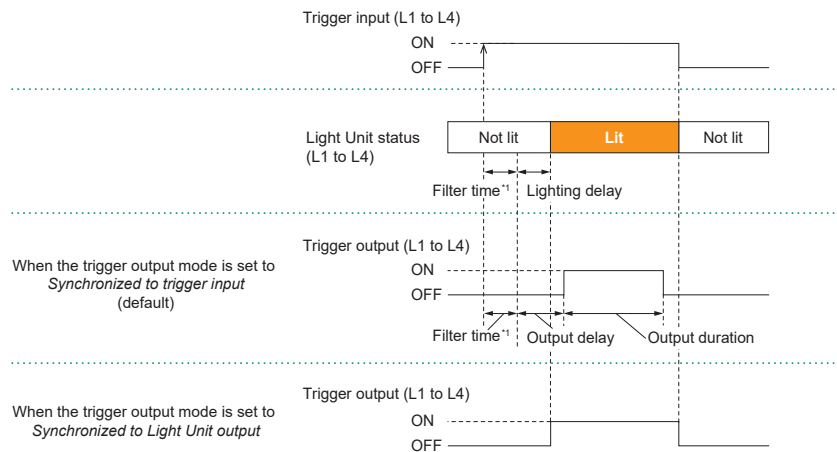 Trigger input (L1 to L4)
ON
OFF
Light Unit status
(L1 to L4)
Not lit
Lit
Not lit
Filter time*1
Lighting delay
When the trigger output mode is set to
Synchronized to trigger input
(default)
Trigger output (L1 to L4)
ON
OFF
Filter time*1
Output delay
Output duration
When the trigger output mode is set to
Synchronized to Light Unit output
Trigger output (L1 to L4)
ON
OFF